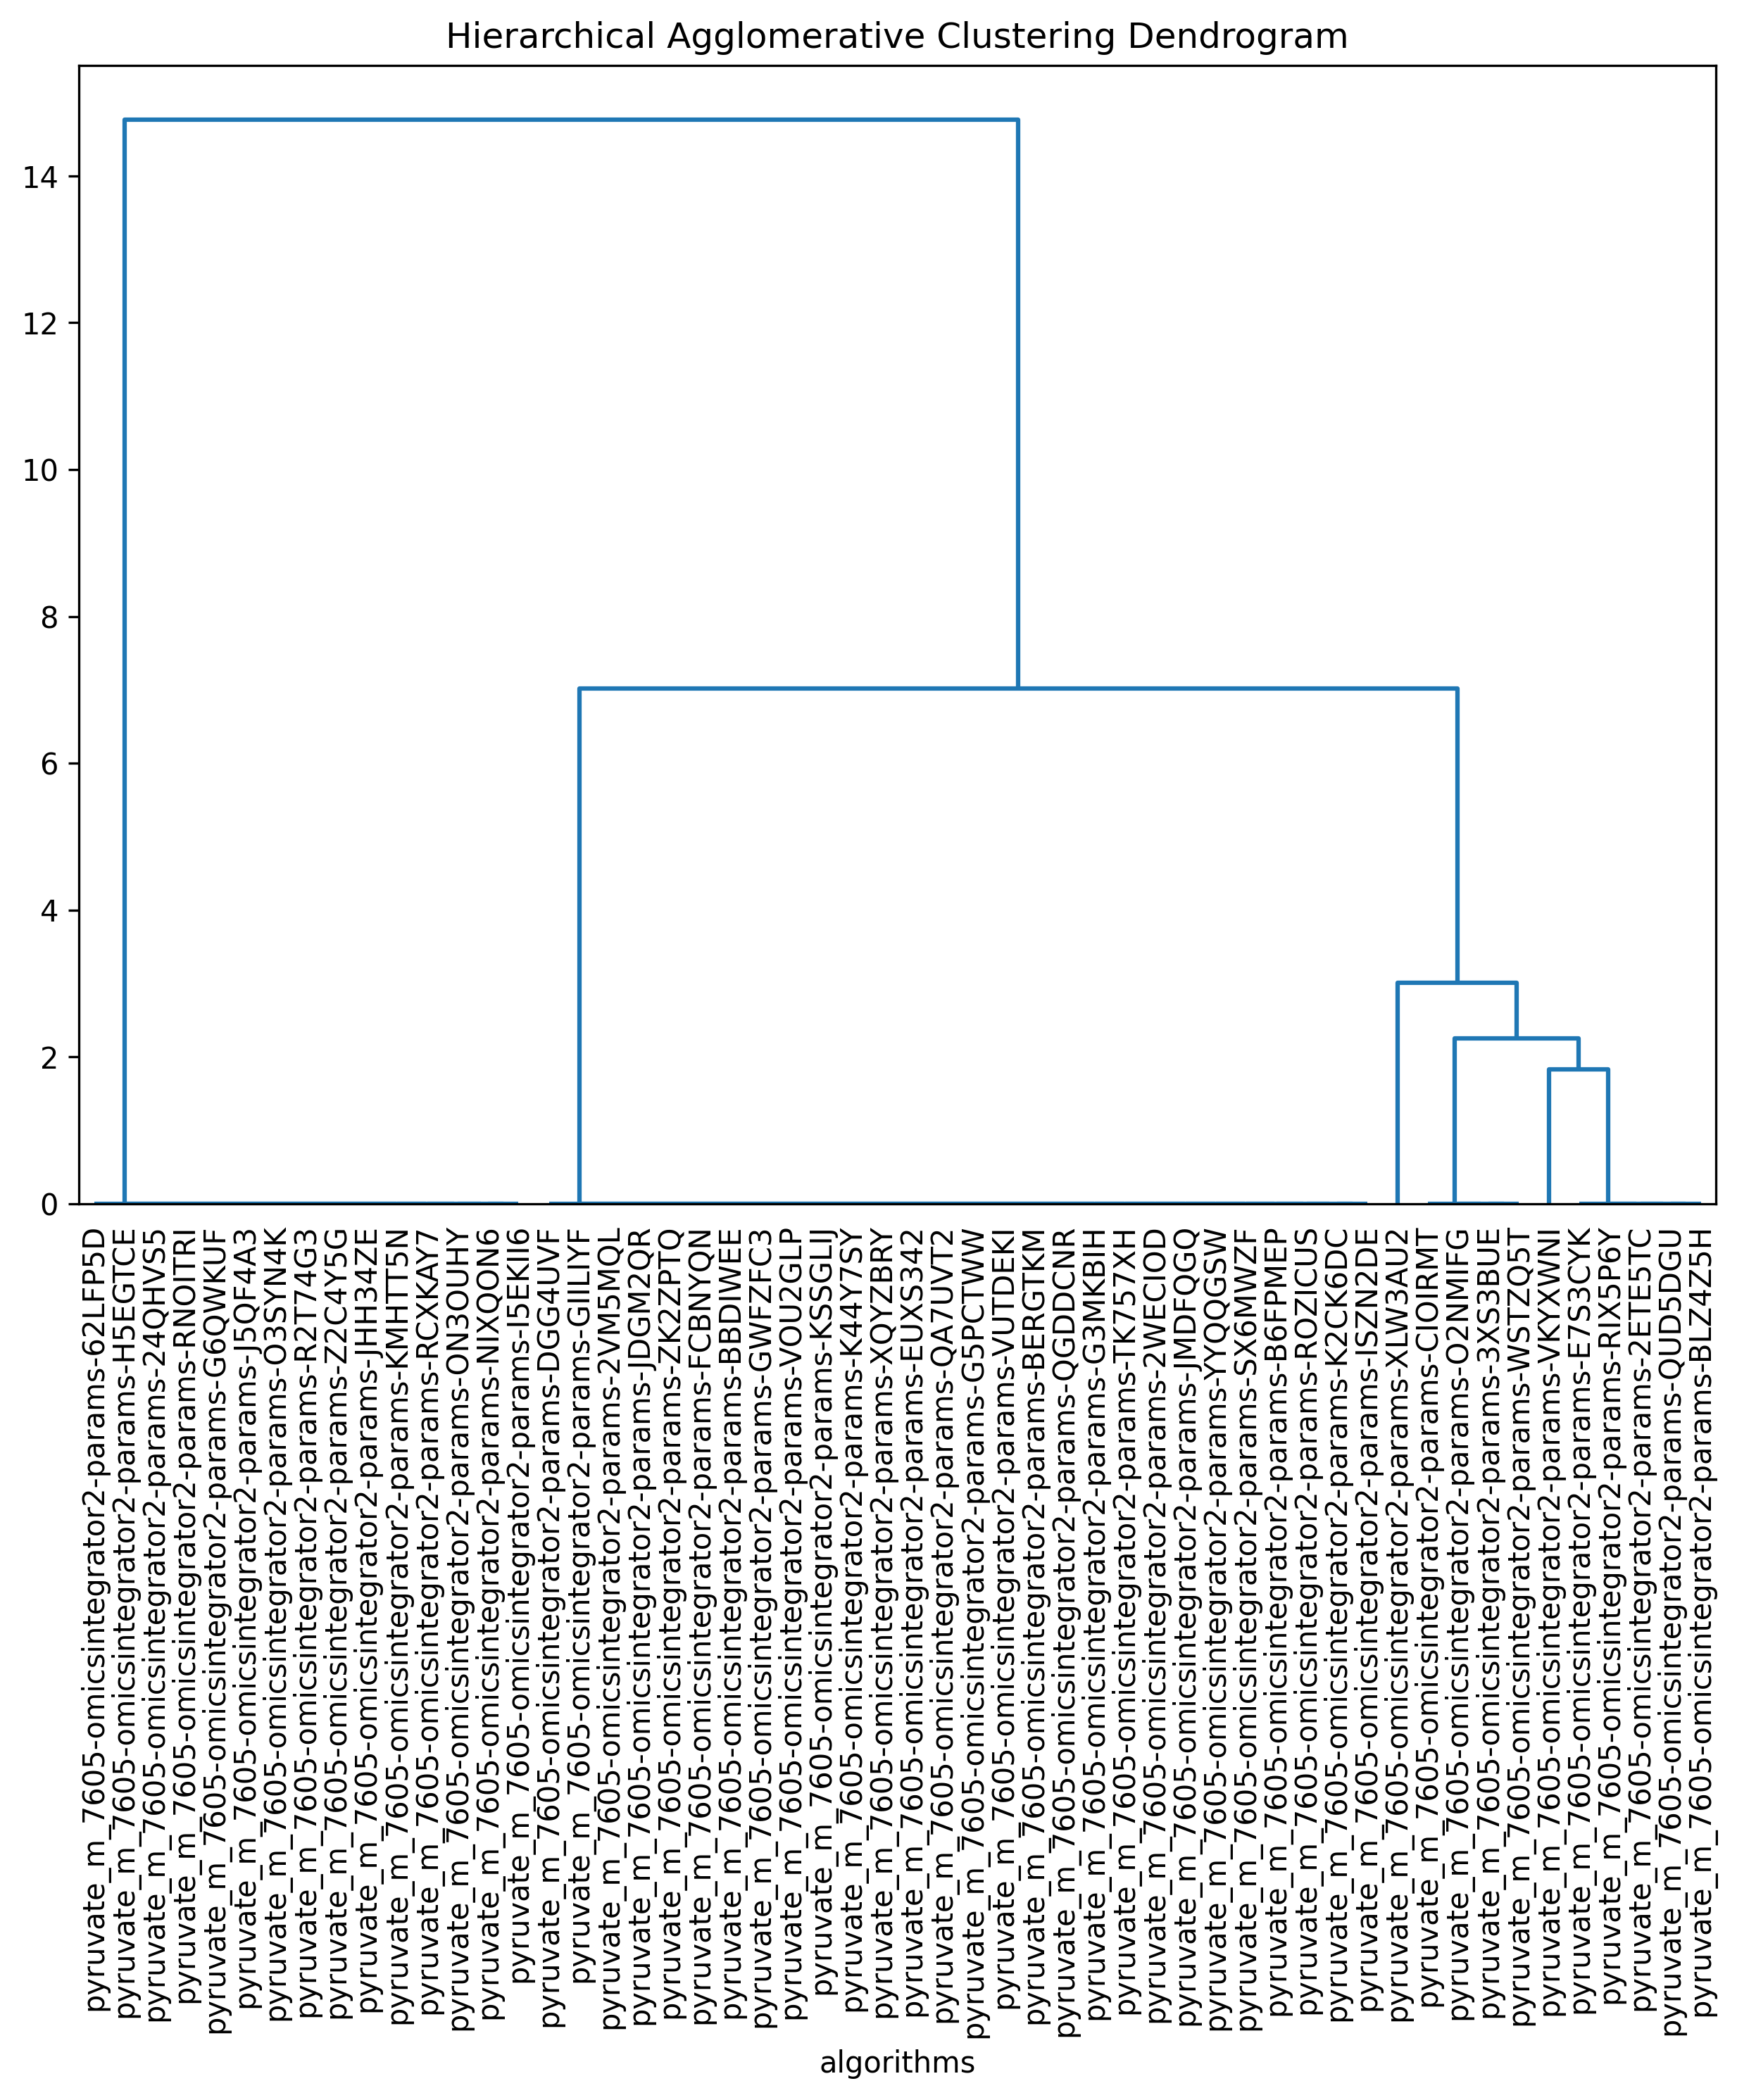 Hierarchical Agglomerative Clustering Dendrogram
14
12
10
8
6
4
2
0
pyruvate_m_7605-omicsintegrator2-params-62LFP5D
pyruvate_m_7605-omicsintegrator2-params-H5EGTCE
pyruvate_m_7605-omicsintegrator2-params-24QHVS5
pyruvate_m_7605-omicsintegrator2-params-RNOITRI
pyruvate_m_7605-omicsintegrator2-params-G6QWKUF
pyruvate_m_7605-omicsintegrator2-params-J5QF4A3
pyruvate_m_7605-omicsintegrator2-params-O3SYN4K
pyruvate_m_7605-omicsintegrator2-params-R2T74G3
pyruvate_m_7605-omicsintegrator2-params-Z2C4Y5G
pyruvate_m_7605-omicsintegrator2-params-JHH34ZE
pyruvate_m_7605-omicsintegrator2-params-KMHTT5N
pyruvate_m_7605-omicsintegrator2-params-RCXKAY7
pyruvate_m_7605-omicsintegrator2-params-ON3OUHY
pyruvate_m_7605-omicsintegrator2-params-NIXQON6
pyruvate_m_7605-omicsintegrator2-params-I5EKII6
pyruvate_m_7605-omicsintegrator2-params-DGG4UVF
pyruvate_m_7605-omicsintegrator2-params-GIILIYF
pyruvate_m_7605-omicsintegrator2-params-2VM5MQL
pyruvate_m_7605-omicsintegrator2-params-JDGM2QR
pyruvate_m_7605-omicsintegrator2-params-ZK2ZPTQ
pyruvate_m_7605-omicsintegrator2-params-FCBNYQN
pyruvate_m_7605-omicsintegrator2-params-BBDIWEE
pyruvate_m_7605-omicsintegrator2-params-GWFZFC3
pyruvate_m_7605-omicsintegrator2-params-VOU2GLP
pyruvate_m_7605-omicsintegrator2-params-KSSGLIJ
pyruvate_m_7605-omicsintegrator2-params-K44Y7SY
pyruvate_m_7605-omicsintegrator2-params-XQYZBRY
pyruvate_m_7605-omicsintegrator2-params-EUXS342
pyruvate_m_7605-omicsintegrator2-params-QA7UVT2
pyruvate_m_7605-omicsintegrator2-params-G5PCTWW
pyruvate_m_7605-omicsintegrator2-params-VUTDEKI
pyruvate_m_7605-omicsintegrator2-params-BERGTKM
pyruvate_m_7605-omicsintegrator2-params-QGDDCNR
pyruvate_m_7605-omicsintegrator2-params-G3MKBIH
pyruvate_m_7605-omicsintegrator2-params-TK757XH
pyruvate_m_7605-omicsintegrator2-params-2WECIOD
pyruvate_m_7605-omicsintegrator2-params-JMDFQGQ
pyruvate_m_7605-omicsintegrator2-params-YYQQGSW
pyruvate_m_7605-omicsintegrator2-params-SX6MWZF
pyruvate_m_7605-omicsintegrator2-params-B6FPMEP
pyruvate_m_7605-omicsintegrator2-params-ROZICUS
pyruvate_m_7605-omicsintegrator2-params-K2CK6DC
pyruvate_m_7605-omicsintegrator2-params-ISZN2DE
pyruvate_m_7605-omicsintegrator2-params-XLW3AU2
pyruvate_m_7605-omicsintegrator2-params-CIOIRMT
pyruvate_m_7605-omicsintegrator2-params-O2NMIFG
pyruvate_m_7605-omicsintegrator2-params-3XS3BUE
pyruvate_m_7605-omicsintegrator2-params-WSTZQ5T
pyruvate_m_7605-omicsintegrator2-params-VKYXWNI
pyruvate_m_7605-omicsintegrator2-params-E7S3CYK
pyruvate_m_7605-omicsintegrator2-params-RIX5P6Y
pyruvate_m_7605-omicsintegrator2-params-2ETE5TC
pyruvate_m_7605-omicsintegrator2-params-QUD5DGU
pyruvate_m_7605-omicsintegrator2-params-BLZ4Z5H
algorithms